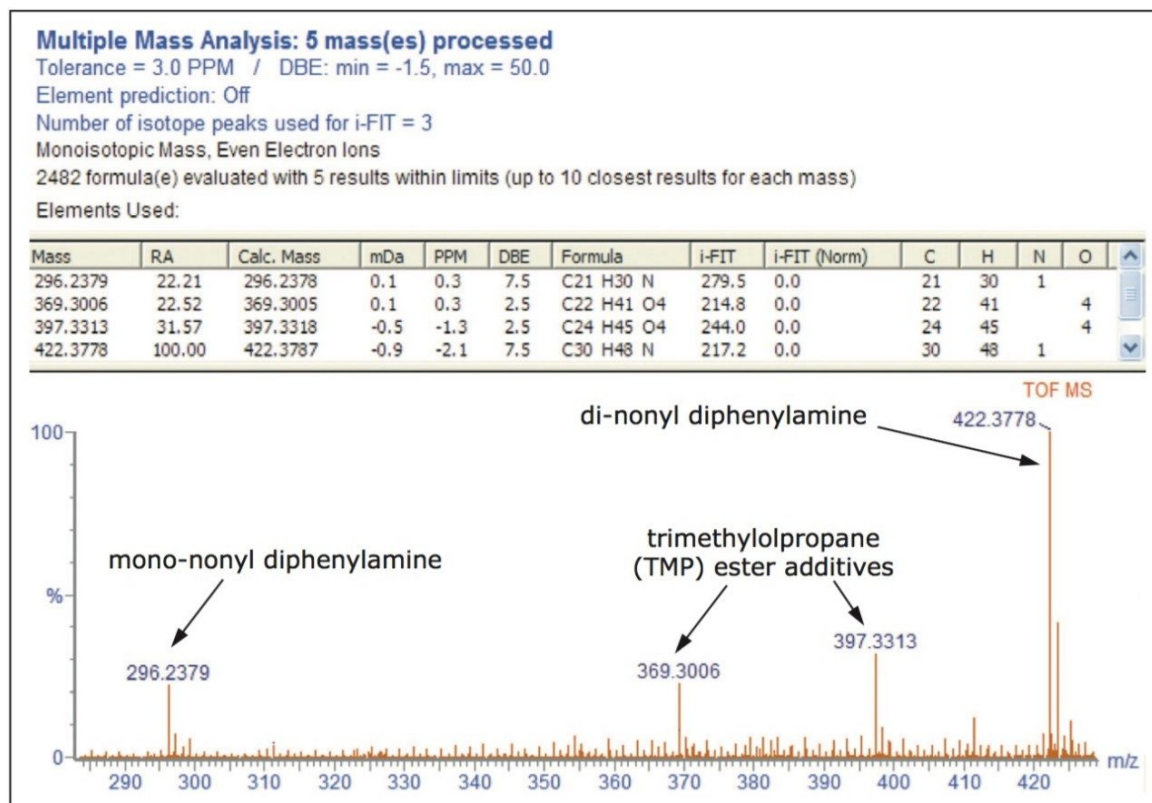 Multiple Mass Analysis: 5 mass(es) processed
Tolerance = 3.0 PPM / DBE: min = -1.5, max = 50.0
Element prediction: Off
Number of isotope peaks used for i-FIT = 3
Monoisotopic Mass, Even Electron Ions
2482 formula(e) evaluated with 5 results within limits (up to 10 closest results for each mass)
Elements Used:
Mass RA Calc. Mass mDa PPM DBE Formula i-FIT i-FIT (Norm) C H N O
296.2379 22.21 296.2378 0.1 0.3 7.5 C21 H30 N 279.5 0.0 21 30 1
369.3006 22.52 369.3005 0.1 0.3 2.5 C22 H41 O4 214.8 0.0 22 41 4
397.3313 31.57 397.3318 -0.5 -1.3 2.5 C24 H45 O4 244.0 0.0 24 45 4
422.3778 100.00 422.3787 -0.9 -2.1 7.5 C30 H48 N 217.2 0.0 30 48 1
TOF MS
di-nonyl diphenylamine
422.3778
100
trimethylolpropane
(TMP) ester additives
mono-nonyl diphenylamine
%
397.3313
296.2379
369.3006
0
m/z
290 300 310 320 330 340 350 360 370 380 390 400 410 420